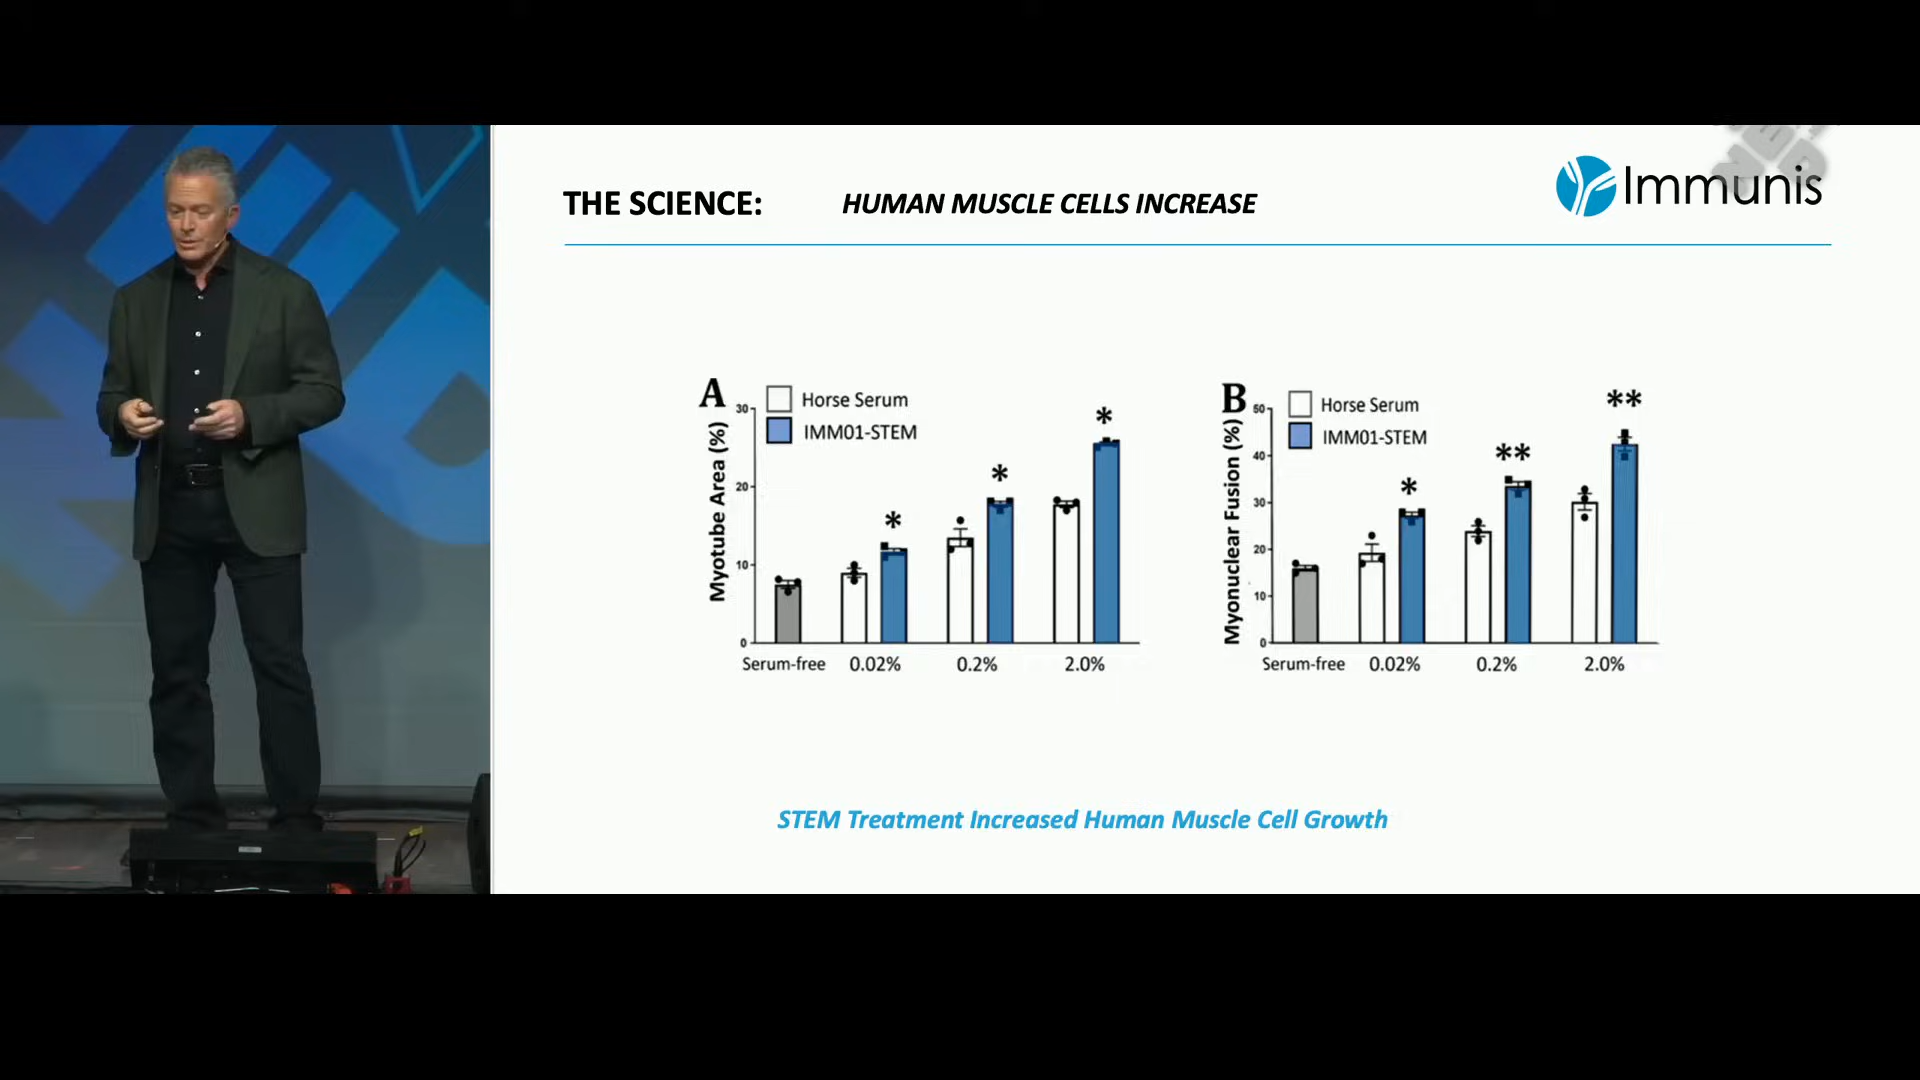 THE SCIENCE: HUMAN MUSCLE CELLS INCREASE
Immunis
A
Horse Serum
IMM01-STEM
Myotube Area (%)
30
20
10
0
* * *
Serum-free 0.02% 0.2% 2.0%
B
Horse Serum
IMM01-STEM
Myonuclear Fusion (%)
50
40
30
20
10
0
* ** **
Serum-free 0.02% 0.2% 2.0%
STEM Treatment Increased Human Muscle Cell Growth